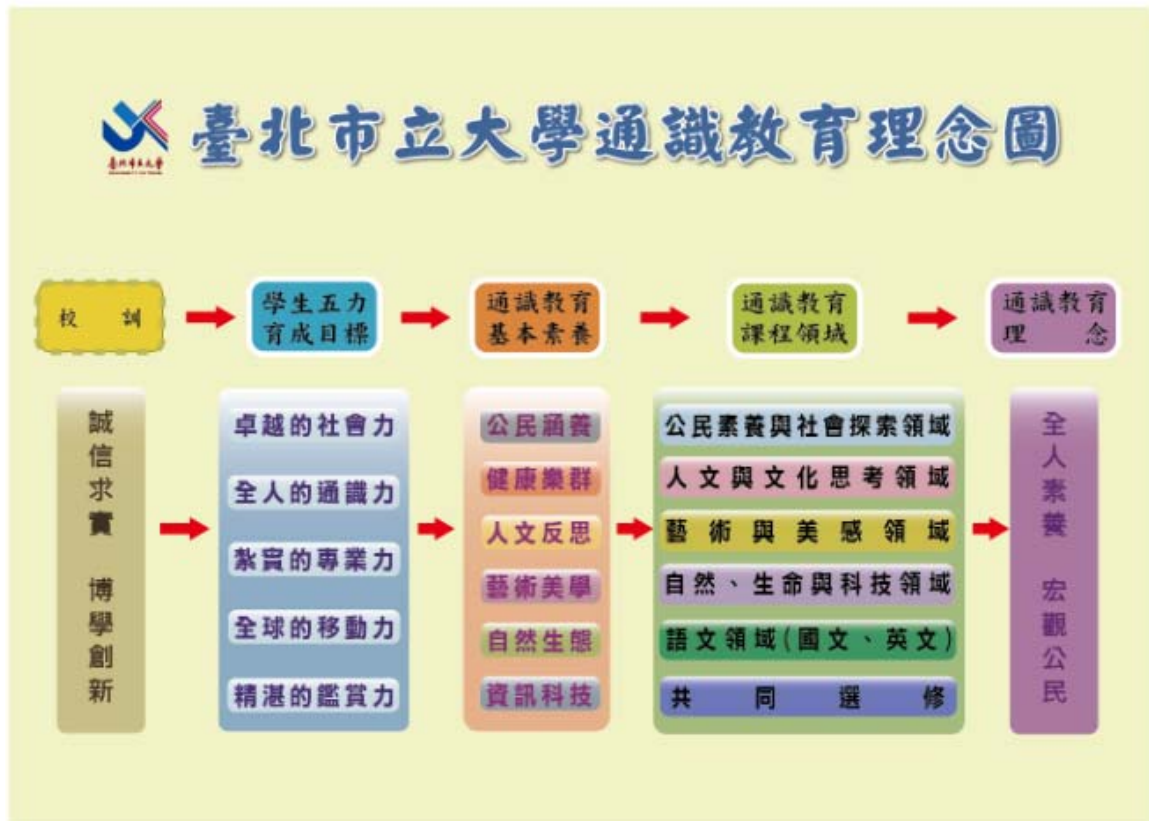 臺北市立大學
臺北市立大學通識教育理念圖
校訓
學生五力
育成目標
通識教育
基本素養
通識教育
課程領域
通識教育
理念
誠信求實 博學創新
卓越的社會力
全人的通識力
紮實的專業力
全球的移動力
精湛的鑑賞力
公民涵養
健康樂群
人文反思
藝術美學
自然生態
資訊科技
公民素養與社會探索領域
人文與文化思考領域
藝術與美感領域
自然、生命與科技領域
語文領域(國文、英文)
共同選修
全人素養 宏觀公民